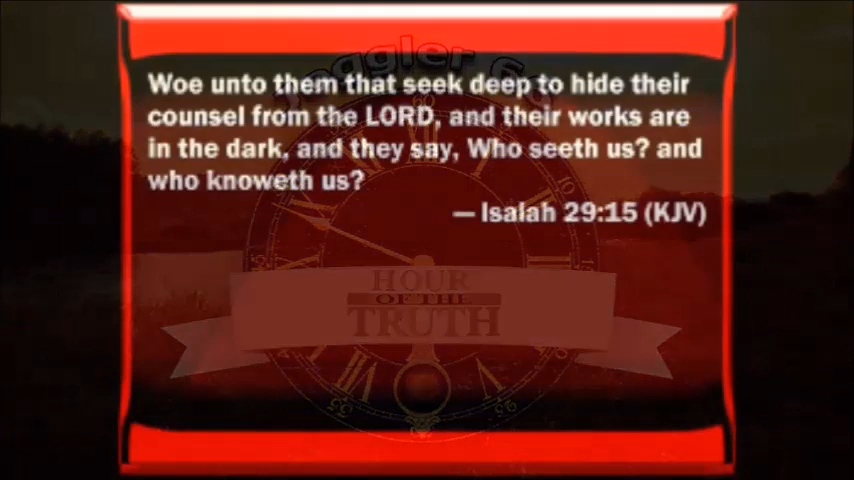 Joggler 66
Woe unto them that seek deep to hide their
counsel from the LORD, and their works are
in the dark, and they say, Who seeth us? and
who knoweth us?
— Isaiah 29:15 (KJV)
HOUR
OF THE
TRUTH